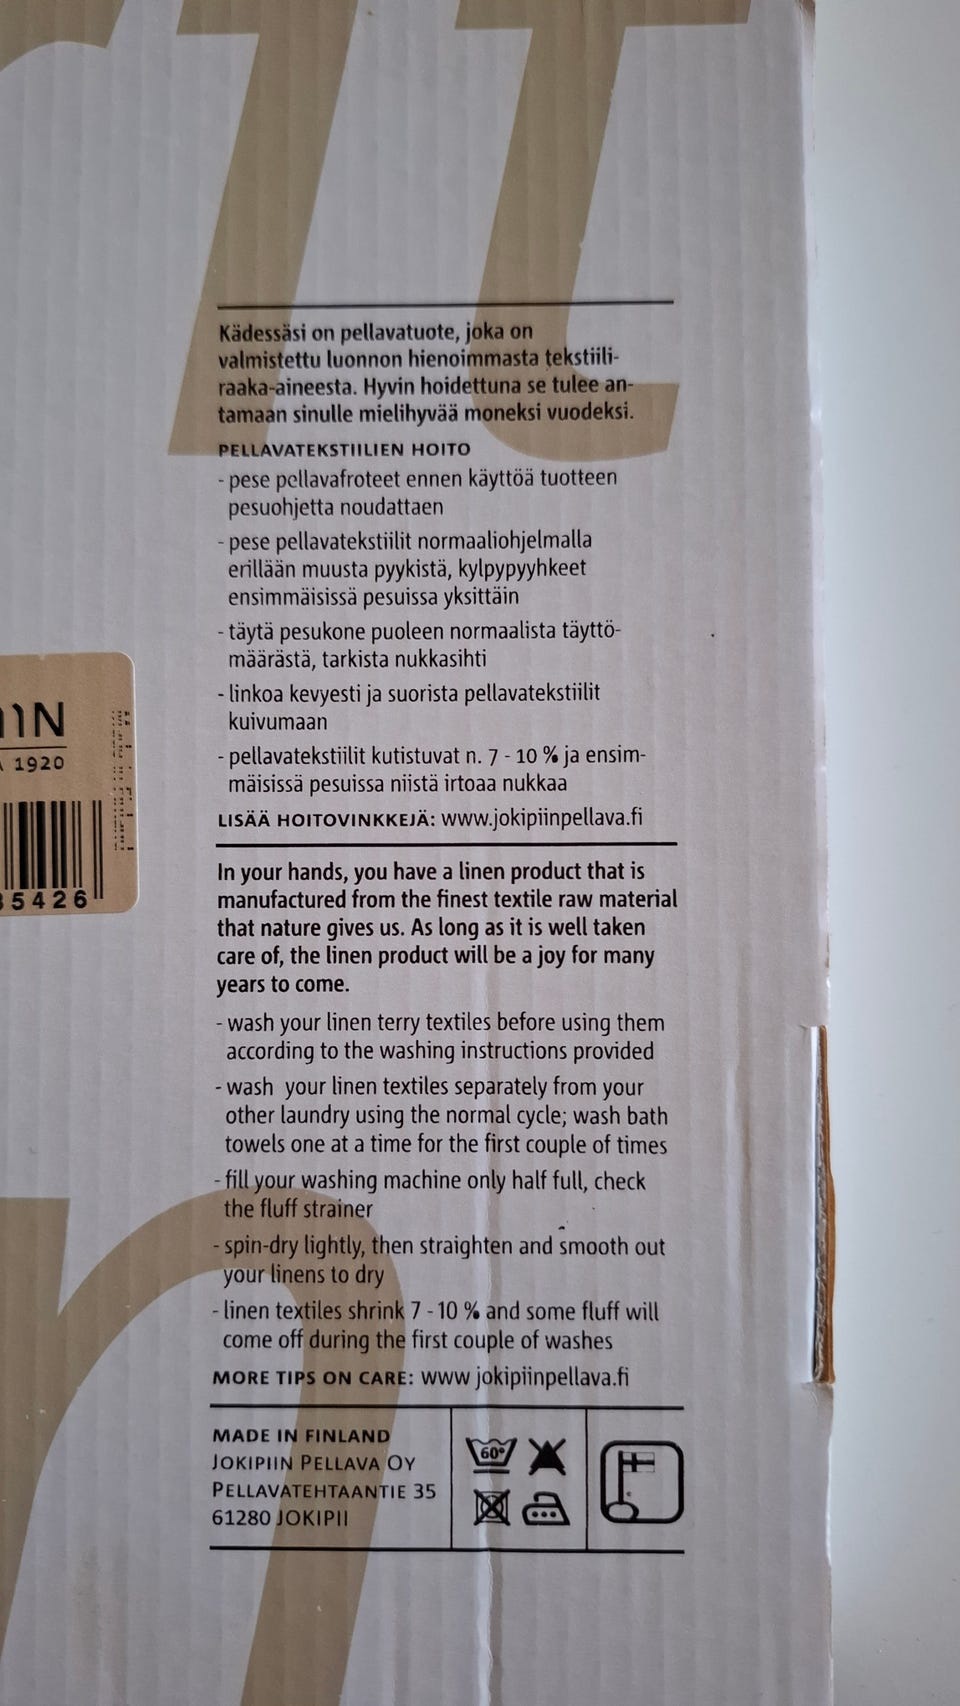 Kädessäsi on pellavatuote, joka on
valmistettu luonnon hienoimmasta tekstiili-
raaka-aineesta. Hyvin hoidettuna se tulee an-
tamaan sinulle mielihyvää moneksi vuodeksi.
PELLAVATEKSTIILIEN HOITO
- pese pellavafroteet ennen käyttöä tuotteen
pesuohjetta noudattaen
- pese pellavatekstiilit normaaliohjelmalla
erillään muusta pyykistä, kylpypyyhkeet
ensimmäisissä pesuissa yksittäin
- täytä pesukone puoleen normaalista täyttö-
määrästä, tarkista nukkasihti
- linkoa kevyesti ja suorista pellavatekstiilit
kuivumaan
- pellavatekstiilit kutistuvat n. 7 - 10 % ja ensim-
mäisissä pesuissa niistä irtoaa nukkaa
LISÄÄ HOITOVINKKEJÄ: www.jokipiinpellava.fi
IIN
1920
5426
In your hands, you have a linen product that is
manufactured from the finest textile raw material
that nature gives us. As long as it is well taken
care of, the linen product will be a joy for many
years to come.
- wash your linen terry textiles before using them
according to the washing instructions provided
- wash your linen textiles separately from your
other laundry using the normal cycle; wash bath
towels one at a time for the first couple of times
- fill your washing machine only half full, check
the fluff strainer
- spin-dry lightly, then straighten and smooth out
your linens to dry
- linen textiles shrink 7 - 10 % and some fluff will
come off during the first couple of washes
MORE TIPS ON CARE: www jokipiinpellava.fi
MADE IN FINLAND
JOKIPIIN PELLAVA OY
PELLAVATEHTAANTIE 35
61280 JOKIPII
60°